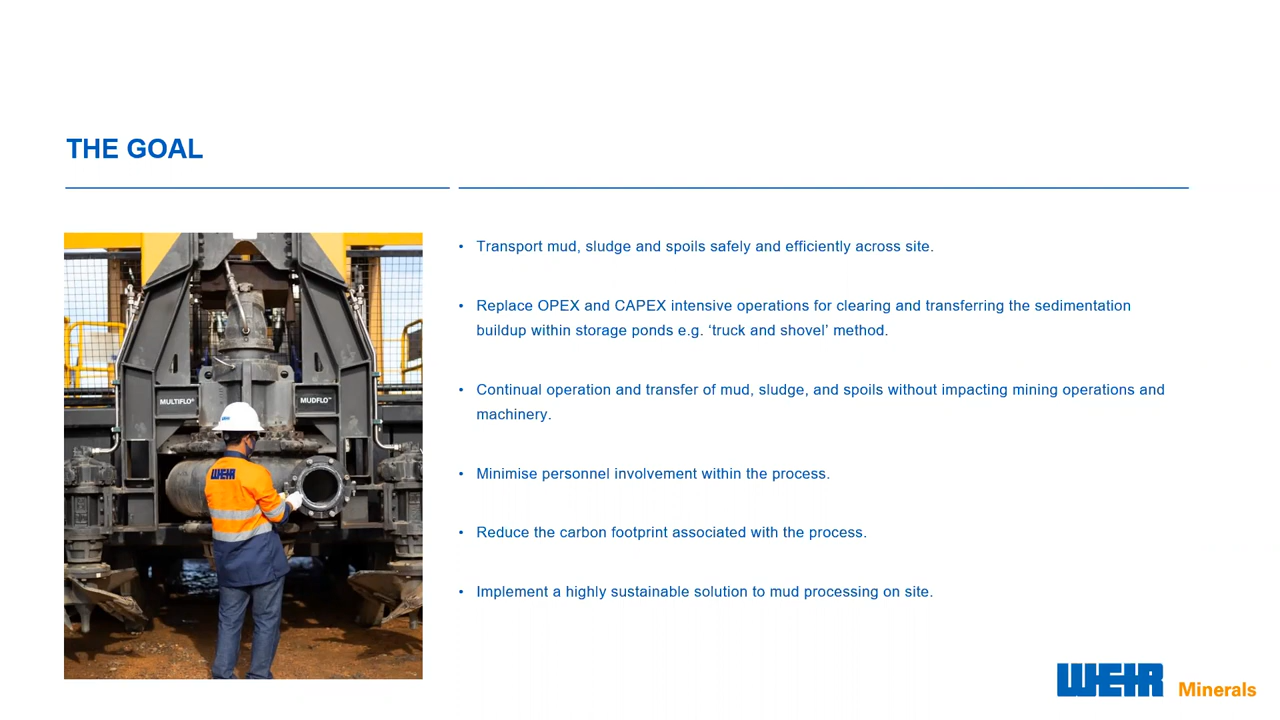 THE GOAL
MULTIFLO®
MUDFLO™
WEIR
• Transport mud, sludge and spoils safely and efficiently across site.
• Replace OPEX and CAPEX intensive operations for clearing and transferring the sedimentation
buildup within storage ponds e.g. ‘truck and shovel’ method.
• Continual operation and transfer of mud, sludge, and spoils without impacting mining operations and
machinery.
• Minimise personnel involvement within the process.
• Reduce the carbon footprint associated with the process.
• Implement a highly sustainable solution to mud processing on site.
WEIR Minerals